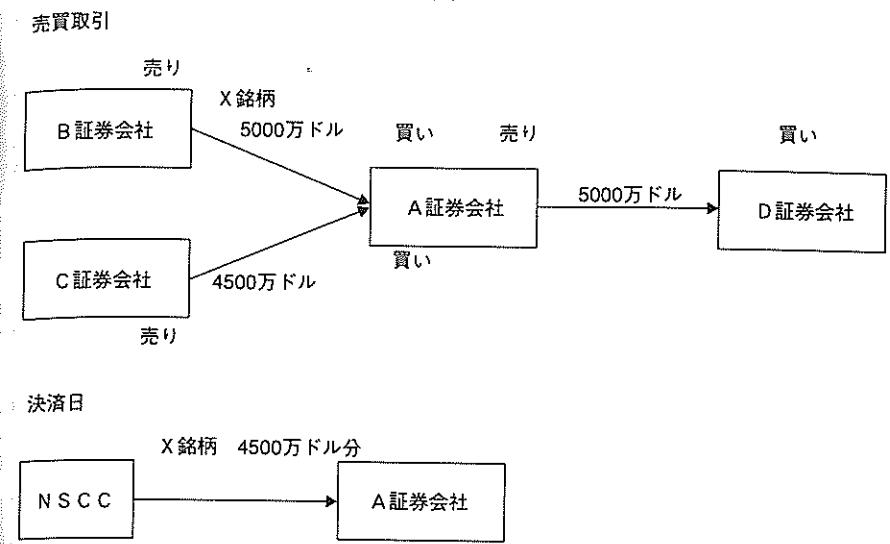 売買取引
売り
X銘柄
B証券会社
5000万ドル
買い
売り
買い
A証券会社
5000万ドル
D証券会社
C証券会社
4500万ドル
買い
売り
決済日
X銘柄 4500万ドル分
NSCC
A証券会社